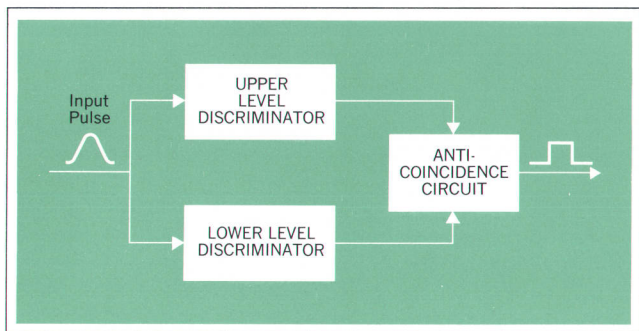 Input
Pulse
UPPER
LEVEL
DISCRIMINATOR
ANTI-
COINCIDENCE
CIRCUIT
LOWER LEVEL
DISCRIMINATOR